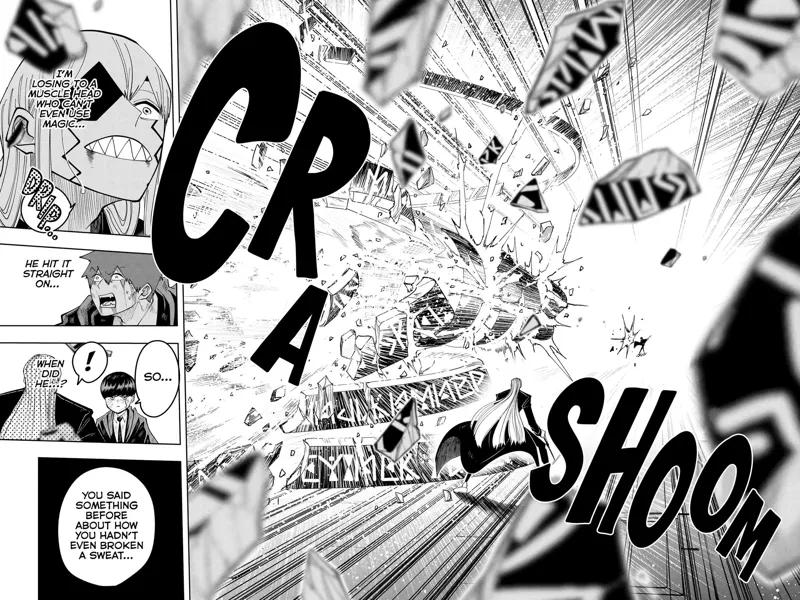 CRA
SHOOM
I'M
LOSING TO A
MUSCLE HEAD
WHO CAN'T
EVEN USE
MAGIC...
DRIP...
HE HIT IT
STRAIGHT
ON...
SO...
!
WHEN
DID
HE...?
YOU SAID
SOMETHING
BEFORE
ABOUT HOW
YOU HADN'T
EVEN BROKEN
A SWEAT...